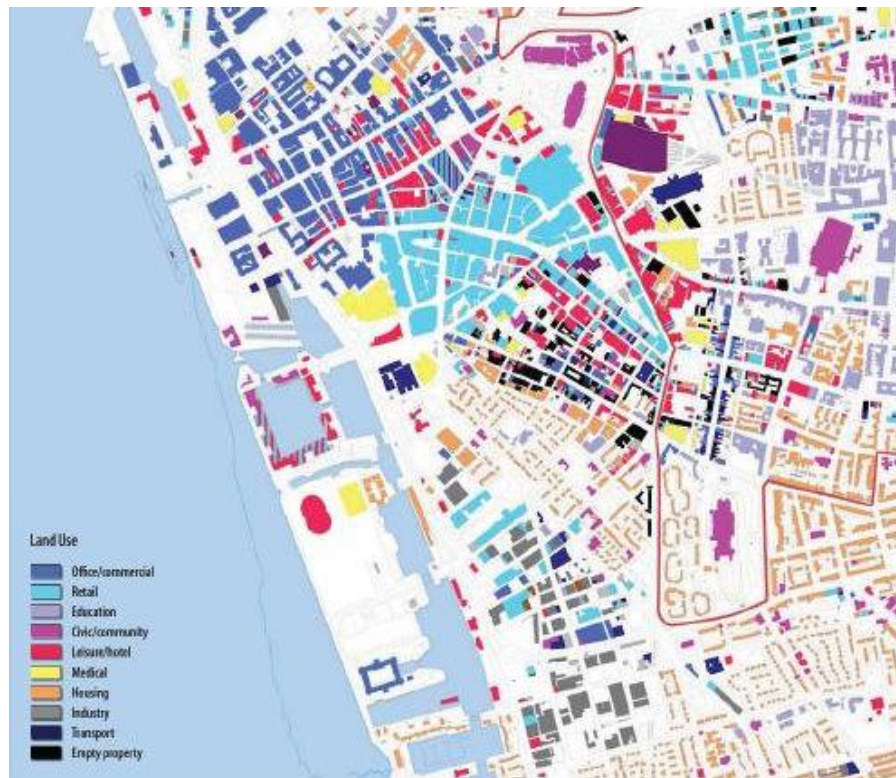 Land Use
Office/commercial
Retail
Education
Civic/community
Leisure/hotel
Medical
Housing
Industry
Transport
Empty property